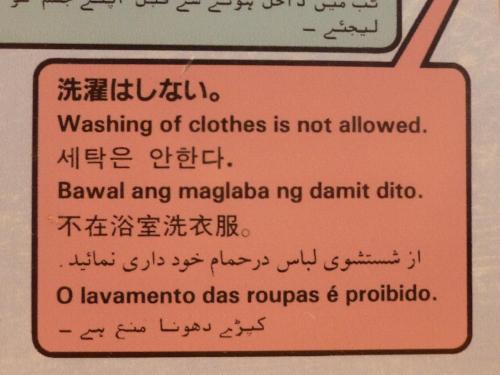 لیجئے ـ
洗濯はしない。
Washing of clothes is not allowed.
세탁은 안한다.
Bawal ang maglaba ng damit dito.
不在浴室洗衣服。
از شستشوی لباس درحمام خود داری نمائید .
O lavamento das roupas é proibido.
کپڑے دھونا منع ہے ـ